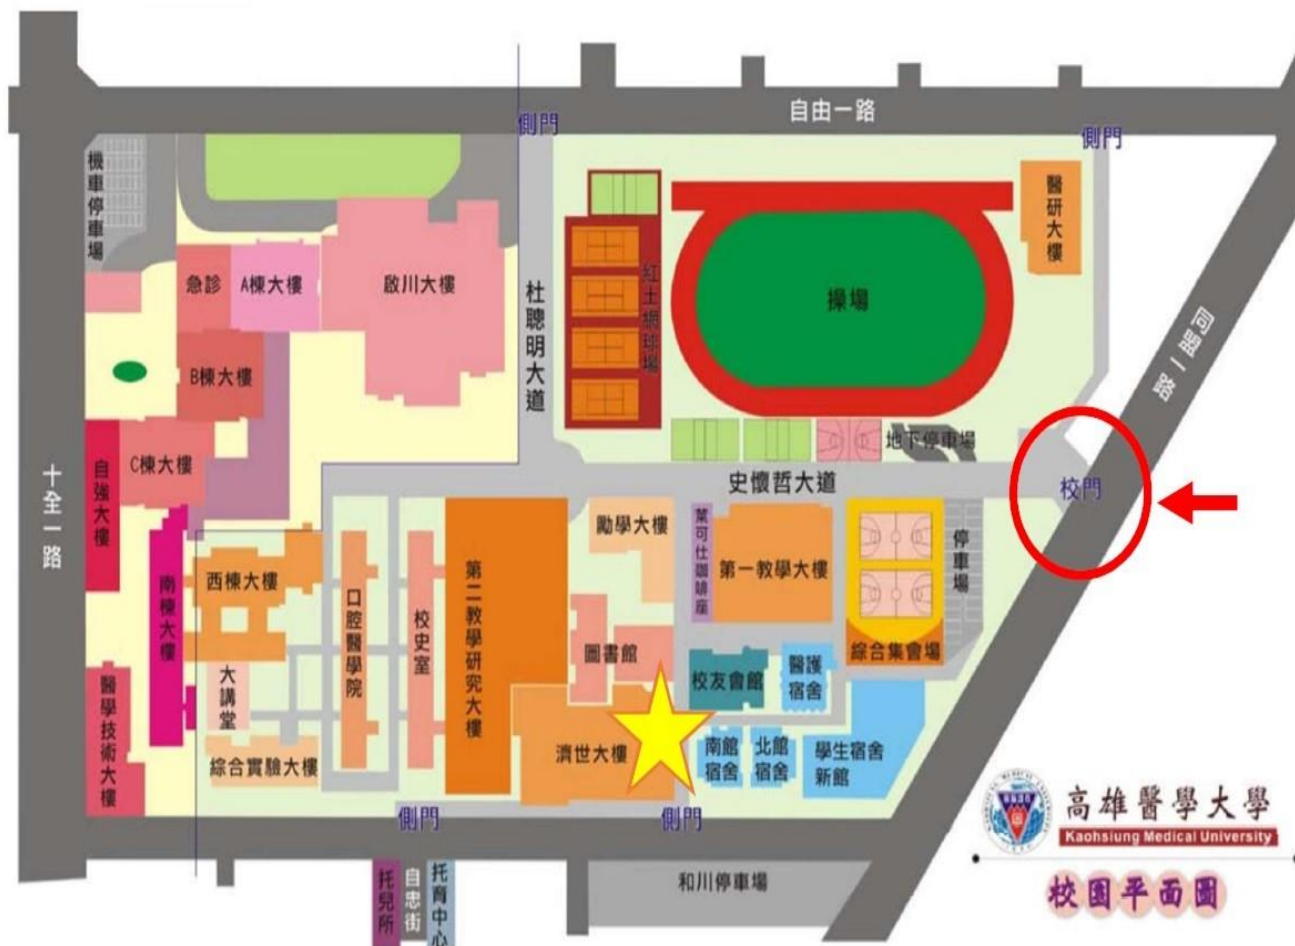 自由一路
側門
側門
機車停車場
醫研大樓
急診
A棟大樓
啟川大樓
杜聰明大道
紅土網球場
操場
同盟一路
B棟大樓
C棟大樓
自強大樓
十全一路
地下停車場
史懷哲大道
校門
南棟大樓
西棟大樓
口腔醫學院
校史室
第二教學研究大樓
勵學大樓
葉可仕咖啡座
第一教學大樓
停車場
綜合集會場
圖書館
大講堂
校友會館
醫護
宿舍
醫學技術大樓
綜合實驗大樓
濟世大樓
南館
宿舍
北館
宿舍
學生宿舍
新館
側門
側門
托兒所
自忠街
托育中心
和川停車場
高雄醫學大學
Kaohsiung Medical University
校園平面圖